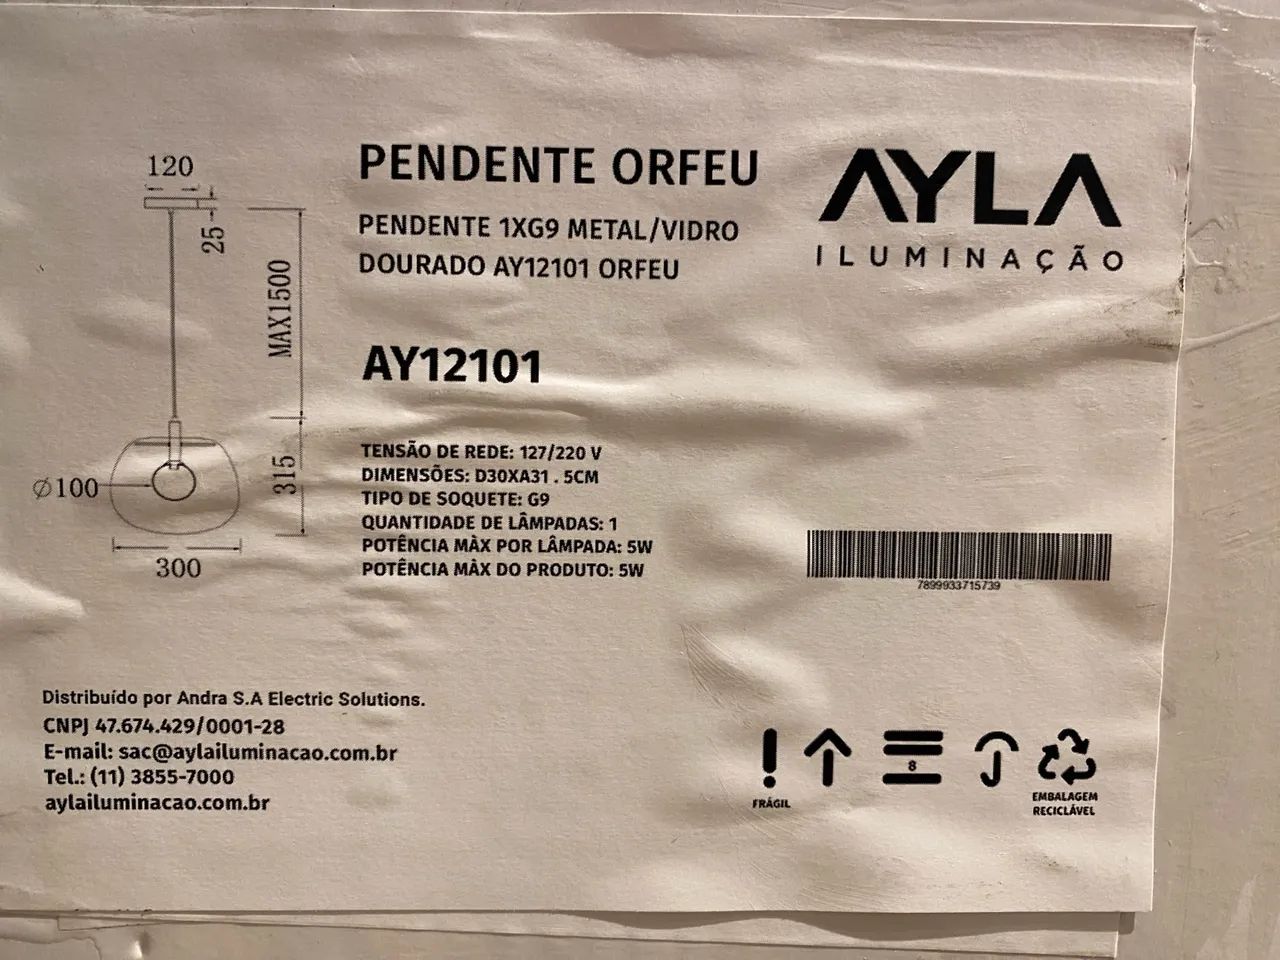 120
25
MAX1500
315
Ø100
300
PENDENTE ORFEU
PENDENTE 1XG9 METAL/VIDRO
DOURADO AY12101 ORFEU
AY12101
TENSÃO DE REDE: 127/220 V
DIMENSÕES: D30XA31 . 5CM
TIPO DE SOQUETE: G9
QUANTIDADE DE LÂMPADAS: 1
POTÊNCIA MÀX POR LÂMPADA: 5W
POTÊNCIA MÀX DO PRODUTO: 5W
AYLA
ILUMINAÇÃO
7899933715739
Distribuído por Andra S.A Electric Solutions.
CNPJ 47.674.429/0001-28
E-mail: sac@aylailuminacao.com.br
Tel.: (11) 3855-7000
aylailuminacao.com.br
8
FRÁGIL
EMBALAGEM
RECICLÁVEL